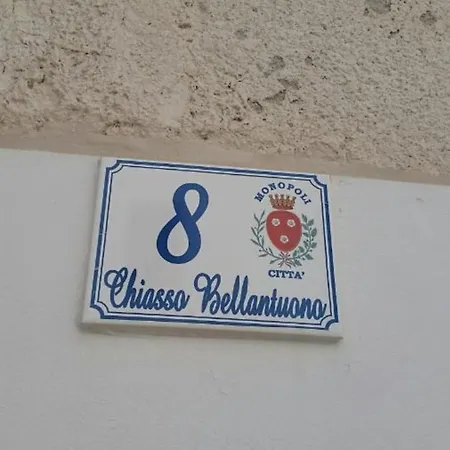 8
MONOPOLI
CITTA'
Chiasso Bellantuono